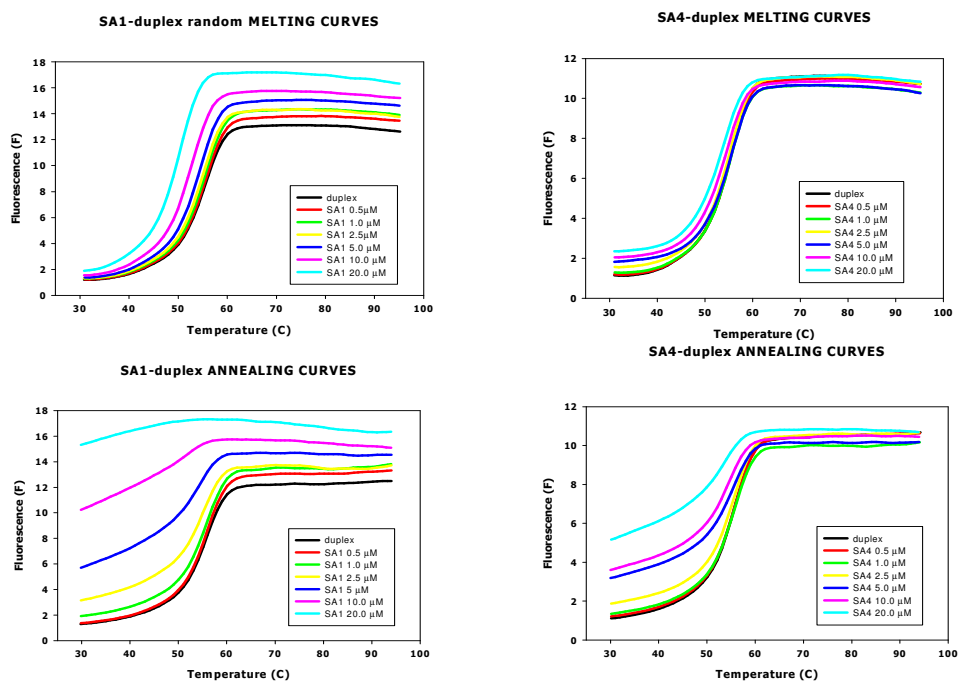 SA1-duplex random MELTING CURVES
18
16
14
12
10
8
6
4
2
0
Fluorescence (F)
duplex
SA1 0.5µM
SA1 1.0 µM
SA1 2.5µM
SA1 5.0 µM
SA1 10.0 µM
SA1 20.0 µM
30 40 50 60 70 80 90 100
Temperature (C)
SA4-duplex MELTING CURVES
12
10
8
6
4
2
0
Fluorescence (F)
duplex
SA4 0.5 µM
SA4 1.0 µM
SA4 2.5 µM
SA4 5.0 µM
SA4 10.0 µM
SA4 20.0 µM
30 40 50 60 70 80 90 100
Temperature (C)
SA1-duplex ANNEALING CURVES
18
16
14
12
10
8
6
4
2
0
Fluorescence (F)
duplex
SA1 0.5 µM
SA1 1.0 µM
SA1 2.5 µM
SA1 5 µM
SA1 10.0 µM
SA1 20.0 µM
30 40 50 60 70 80 90 100
Temperature (C)
SA4-duplex ANNEALING CURVES
12
10
8
6
4
2
0
Fluorescence (F)
duplex
SA4 0.5 µM
SA4 1.0 µM
SA4 2.5 µM
SA4 5.0 µM
SA4 10.0 µM
SA4 20.0 µM
30 40 50 60 70 80 90 100
Temperature (C)